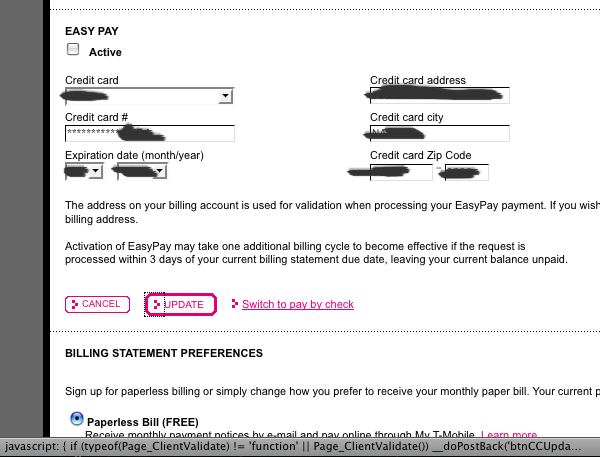 EASY PAY
Active
Credit card
Credit card address
Credit card #
Credit card city
***********
Expiration date (month/year)
Credit card Zip Code
–
The address on your billing account is used for validation when processing your EasyPay payment. If you wish
billing address.
Activation of EasyPay may take one additional billing cycle to become effective if the request is
processed within 3 days of your current billing statement due date, leaving your current balance unpaid.
CANCEL
UPDATE
Switch to pay by check
BILLING STATEMENT PREFERENCES
Sign up for paperless billing or simply change how you prefer to receive your monthly paper bill. Your current p
Paperless Bill (FREE)
Receive monthly payment notices by e-mail and pay online through My T-Mobile. Learn more
javascript: { if (typeof(Page_ClientValidate) != 'function' || Page_ClientValidate()) __doPostBack('btnCCUpda...